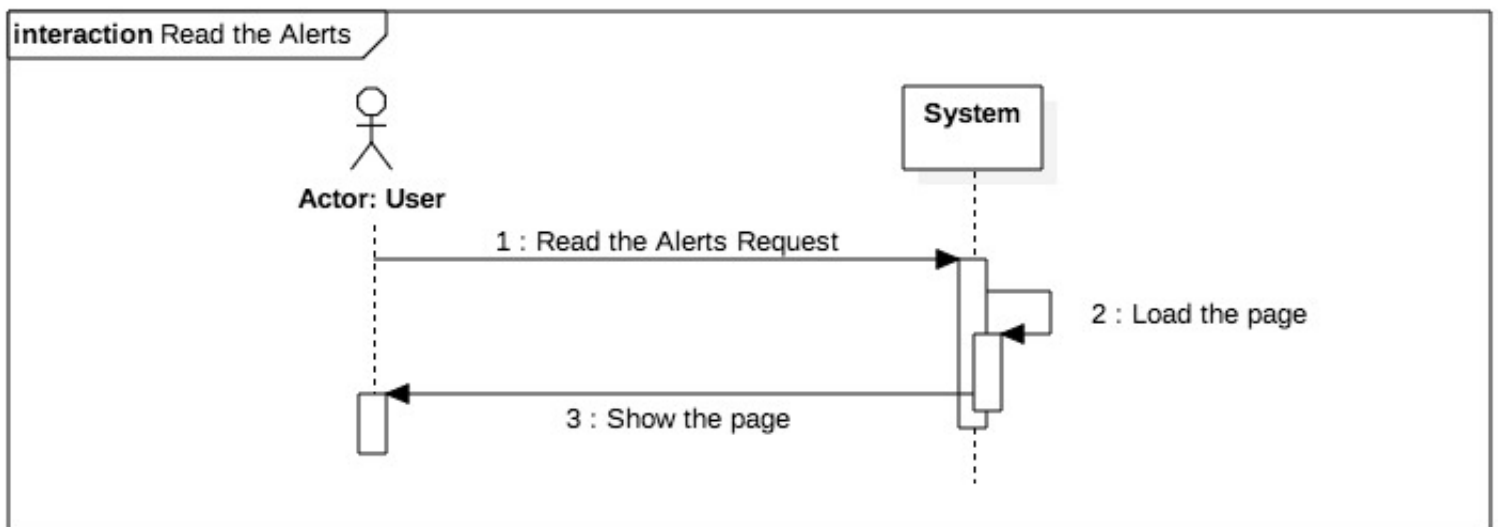 interaction Read the Alerts
System
Actor: User
1 : Read the Alerts Request
2 : Load the page
3 : Show the page